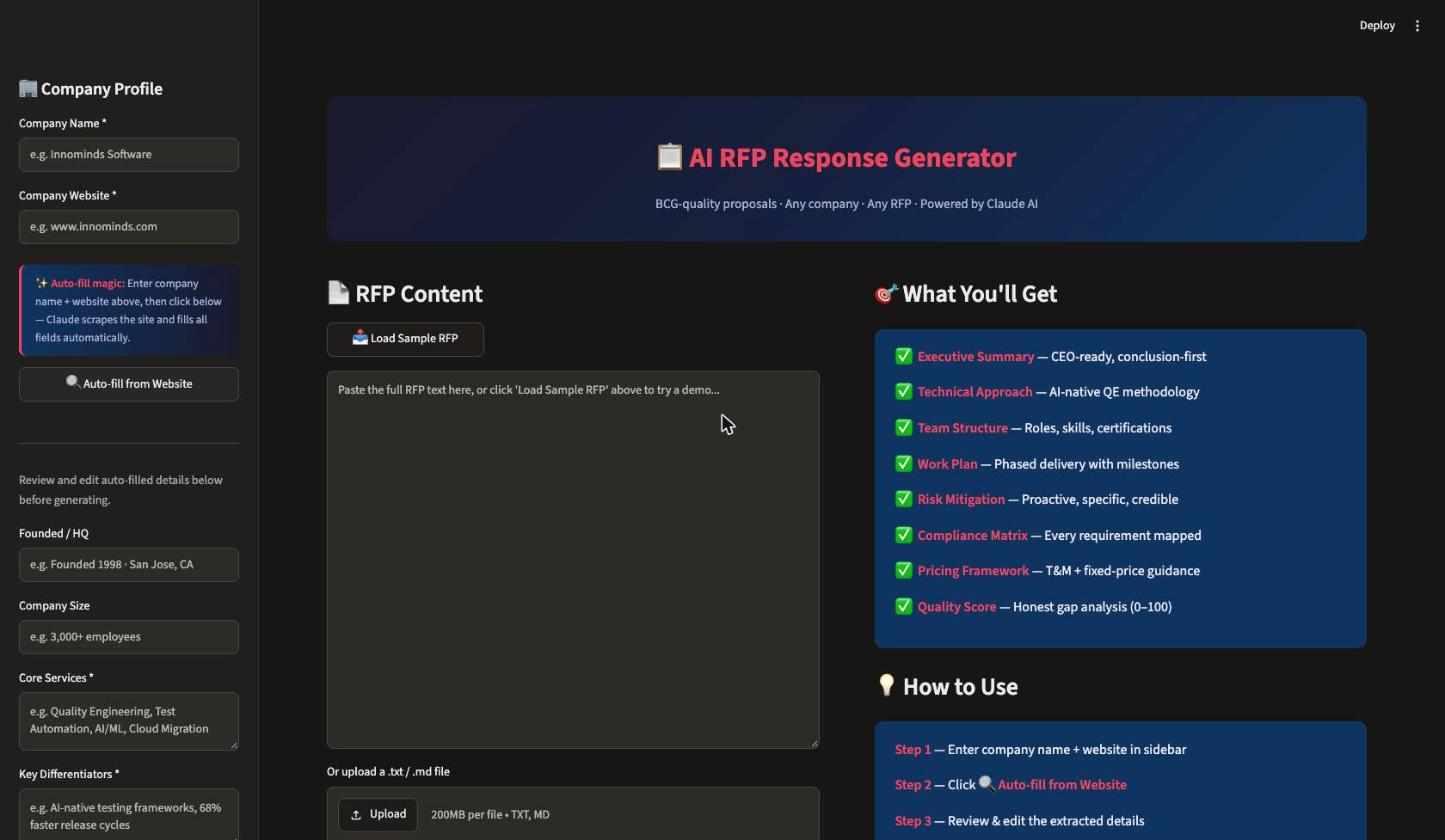 Deploy
Company Profile
Company Name *
e.g. Innominds Software
Company Website *
e.g. www.innominds.com
Auto-fill magic: Enter company
name + website above, then click below
— Claude scrapes the site and fills all
fields automatically.
Auto-fill from Website
Review and edit auto-filled details below
before generating.
Founded / HQ
e.g. Founded 1998 · San Jose, CA
Company Size
e.g. 3,000+ employees
Core Services *
e.g. Quality Engineering, Test
Automation, AI/ML, Cloud Migration
Key Differentiators *
e.g. AI-native testing frameworks, 68%
faster release cycles
AI RFP Response Generator
BCG-quality proposals · Any company · Any RFP · Powered by Claude AI
RFP Content
Load Sample RFP
Paste the full RFP text here, or click 'Load Sample RFP' above to try a demo...
Or upload a .txt / .md file
Upload
200MB per file • TXT, MD
What You'll Get
Executive Summary — CEO-ready, conclusion-first
Technical Approach — AI-native QE methodology
Team Structure — Roles, skills, certifications
Work Plan — Phased delivery with milestones
Risk Mitigation — Proactive, specific, credible
Compliance Matrix — Every requirement mapped
Pricing Framework — T&M + fixed-price guidance
Quality Score — Honest gap analysis (0–100)
How to Use
Step 1 — Enter company name + website in sidebar
Step 2 — Click Auto-fill from Website
Step 3 — Review & edit the extracted details